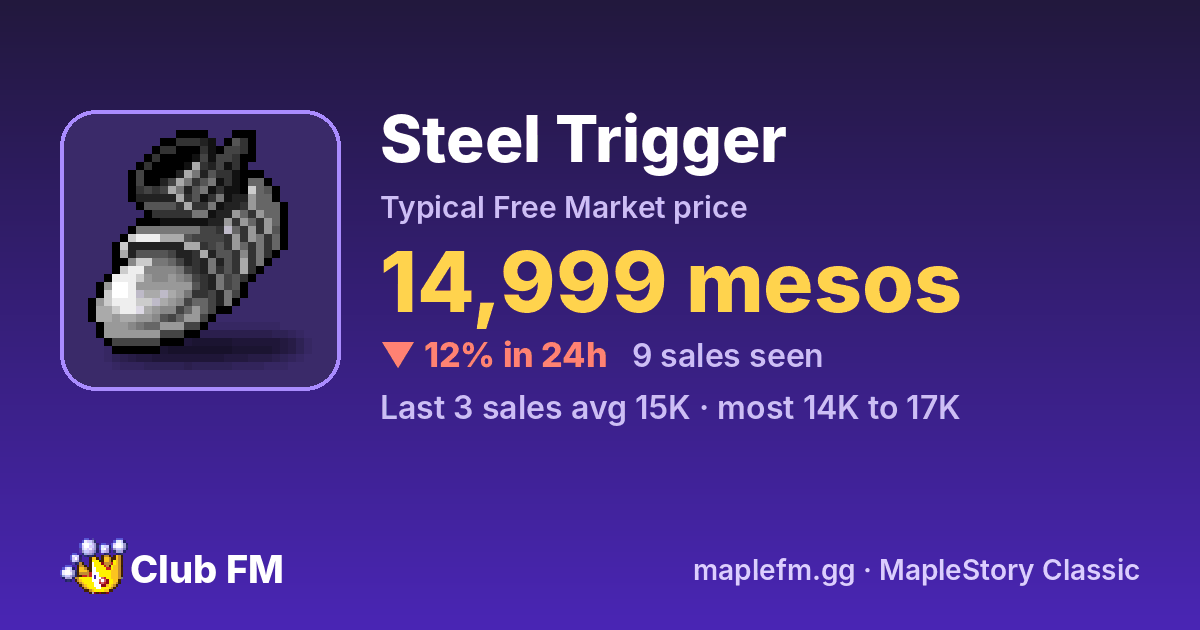 Steel Trigger
Typical Free Market price
14,999 mesos
▼ 12% in 24h 9 sales seen
Last 3 sales avg 15K · most 14K to 17K
Club FM
maplefm.gg · MapleStory Classic